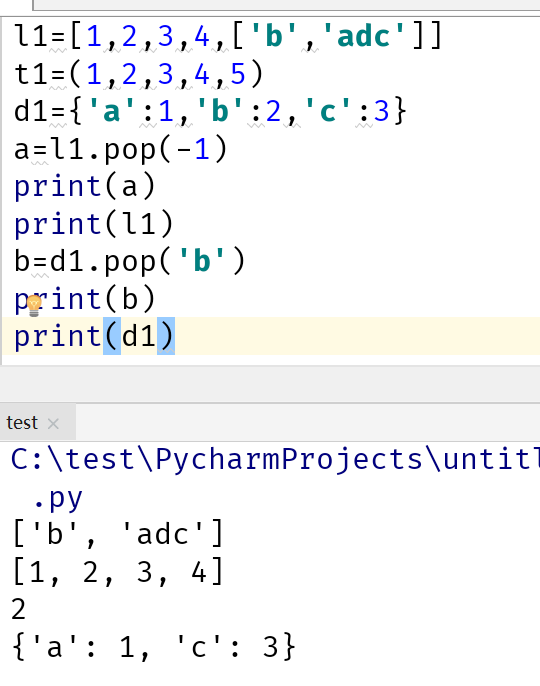 l1=[1,2,3,4,['b','adc']]
t1=(1,2,3,4,5)
d1={'a':1,'b':2,'c':3}
a=l1.pop(-1)
print(a)
print(l1)
b=d1.pop('b')
print(b)
print(d1)
test ×
C:\test\PycharmProjects\untitl
.py
['b', 'adc']
[1, 2, 3, 4]
2
{'a': 1, 'c': 3}